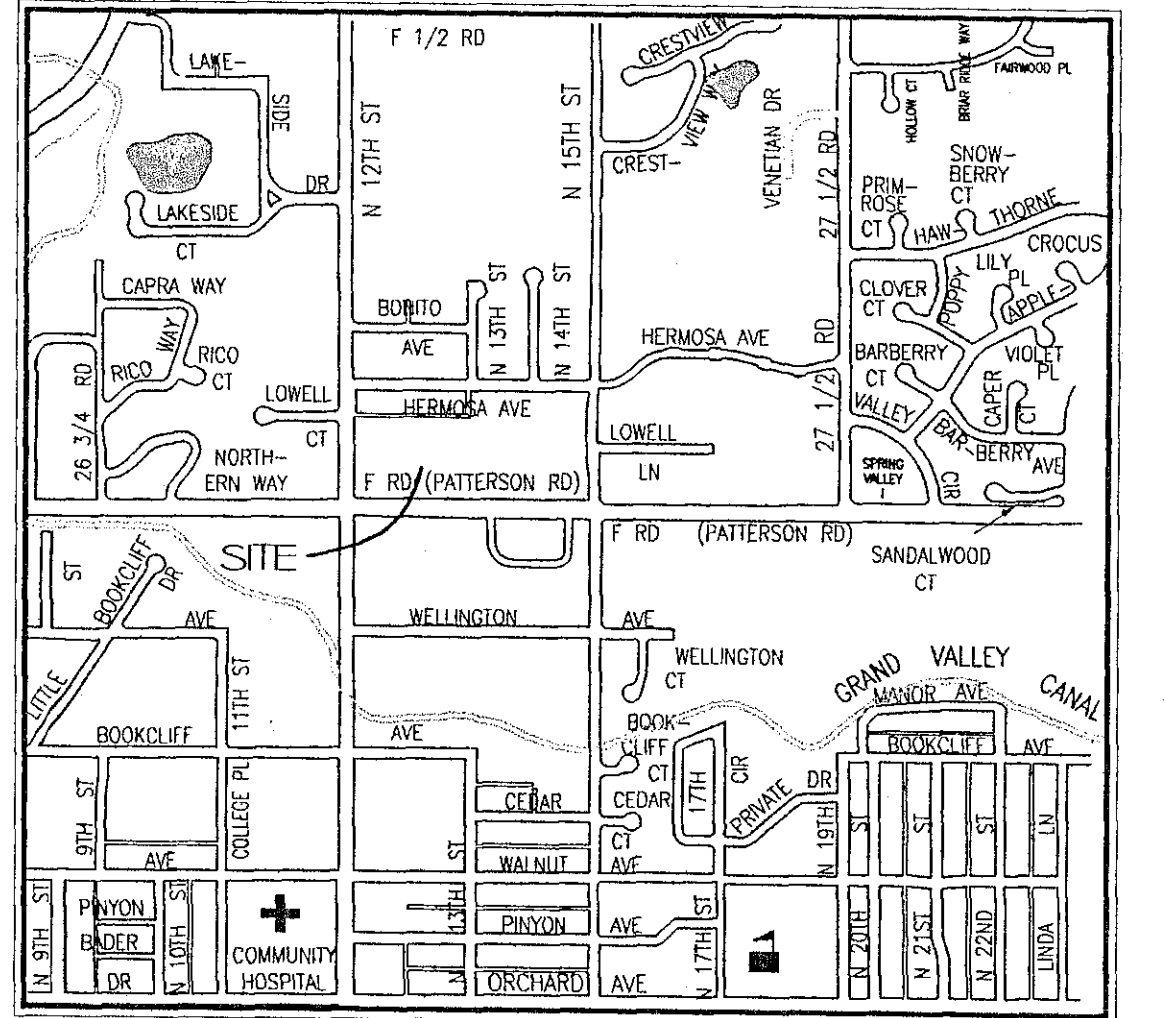 F 1/2 RD
CRESTVIEW
LAKE-
SIDE
DR
N 12TH ST
N 15TH ST
CREST-
VIEW W
VENETIAN DR
27 1/2 RD
HOLLOW CT
BRIAR RIDGE WAY
FAIRWOOD PL
SNOW-
BERRY
CT
PRIM-
ROSE
CT
HAW-
THORNE
CROCUS
LAKESIDE
CT
CAPRA WAY
RICO WAY
RICO
CT
26 3/4 RD
LOWELL
CT
NORTH-
ERN WAY
BONITO
AVE
N 13TH ST
N 14TH ST
HERMOSA AVE
HERMOSA AVE
LOWELL
LN
27 1/2 RD
CLOVER
CT
POPPY
LILY
PL
APPLE-
VIOLET
PL
BARBERRY
CT
CAPER
CT
VALLEY
CIR
BAR-
BERRY
AVE
SPRING
VALLEY
I
F RD (PATTERSON RD)
F RD (PATTERSON RD)
SANDALWOOD
CT
SITE
ST
BOOKCLIFF
DR
AVE
LITTLE
11TH ST
WELLINGTON
AVE
WELLINGTON
CT
GRAND VALLEY CANAL
MANOR AVE
BOOKCLIFF AVE
BOOKCLIFF
AVE
BOOK-
CLIFF
CT
17TH
CIR
PRIVATE
DR
CEDAR
CEDAR
CT
9TH ST
COLLEGE PL
AVE
ST
WALNUT
AVE
N 19TH
ST
ST
ST
LN
N 9TH ST
PINYON
BADER
DR
N 10TH ST
COMMUNITY
HOSPITAL
N 13TH
PINYON
AVE
ORCHARD
AVE
N 17TH ST
N 20TH
N 21ST
N 22ND
LINDA